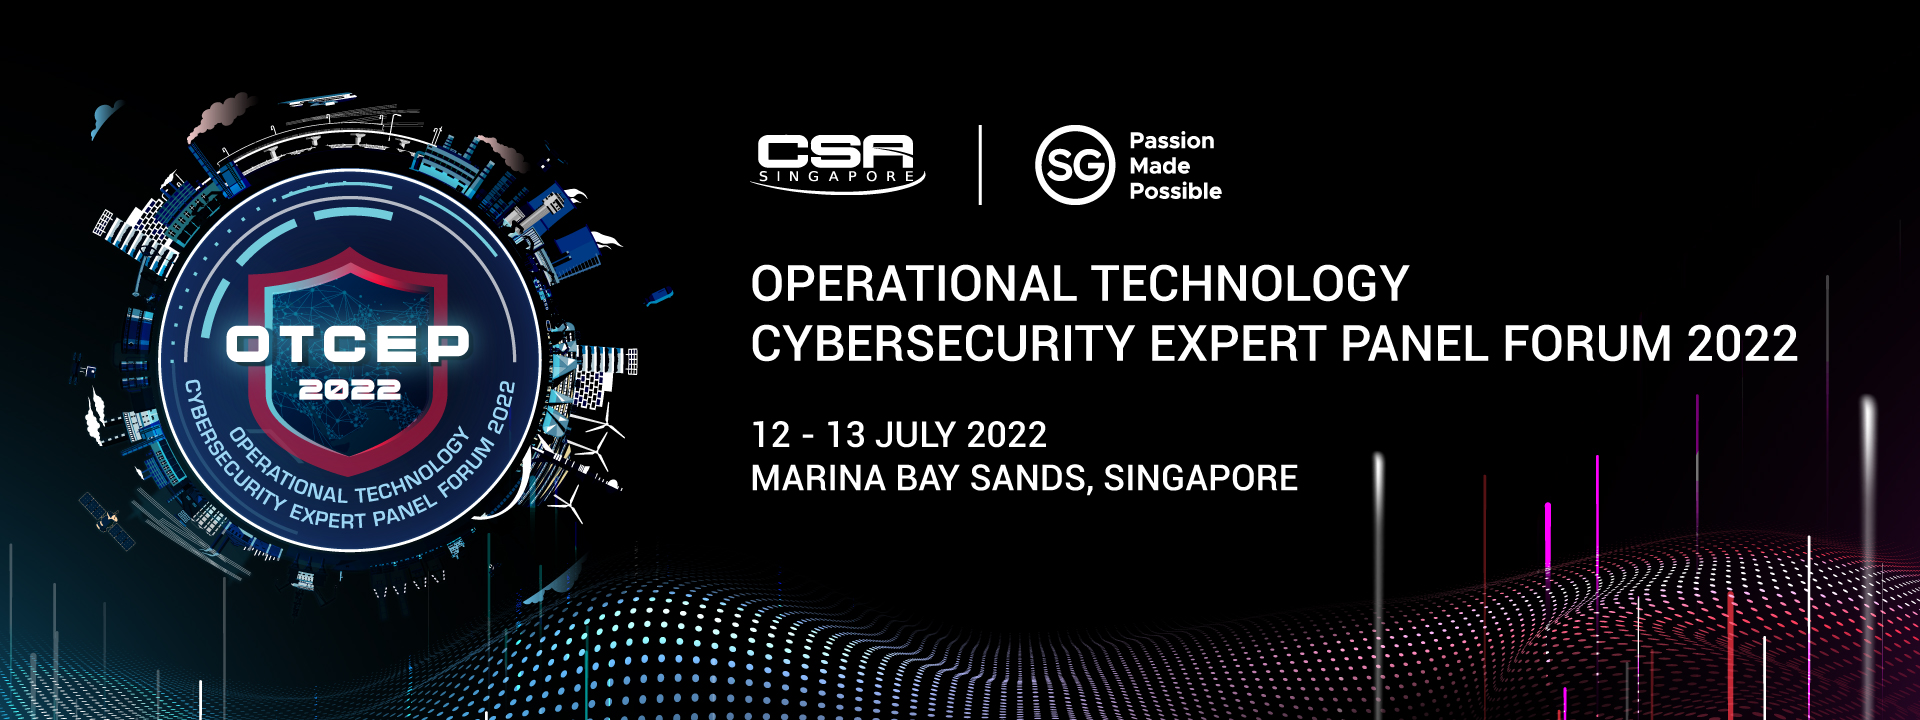 OTCEP
2022
OPERATIONAL TECHNOLOGY
CYBERSECURITY EXPERT PANEL FORUM 2022
CSA
SINGAPORE
SG
Passion
Made
Possible
OPERATIONAL TECHNOLOGY
CYBERSECURITY EXPERT PANEL FORUM 2022
12 - 13 JULY 2022
MARINA BAY SANDS, SINGAPORE